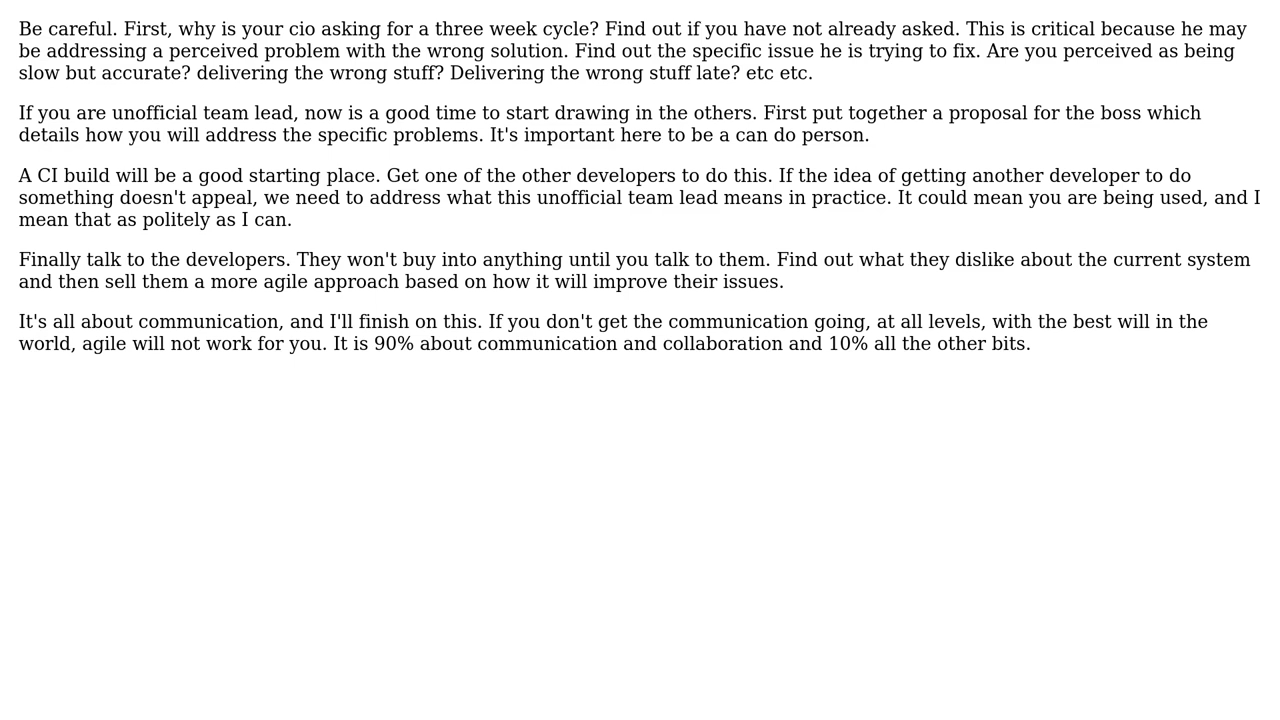 Be careful. First, why is your cio asking for a three week cycle? Find out if you have not already asked. This is critical because he may
be addressing a perceived problem with the wrong solution. Find out the specific issue he is trying to fix. Are you perceived as being
slow but accurate? delivering the wrong stuff? Delivering the wrong stuff late? etc etc.
If you are unofficial team lead, now is a good time to start drawing in the others. First put together a proposal for the boss which
details how you will address the specific problems. It's important here to be a can do person.
A CI build will be a good starting place. Get one of the other developers to do this. If the idea of getting another developer to do
something doesn't appeal, we need to address what this unofficial team lead means in practice. It could mean you are being used, and I
mean that as politely as I can.
Finally talk to the developers. They won't buy into anything until you talk to them. Find out what they dislike about the current system
and then sell them a more agile approach based on how it will improve their issues.
It's all about communication, and I'll finish on this. If you don't get the communication going, at all levels, with the best will in the
world, agile will not work for you. It is 90% about communication and collaboration and 10% all the other bits.